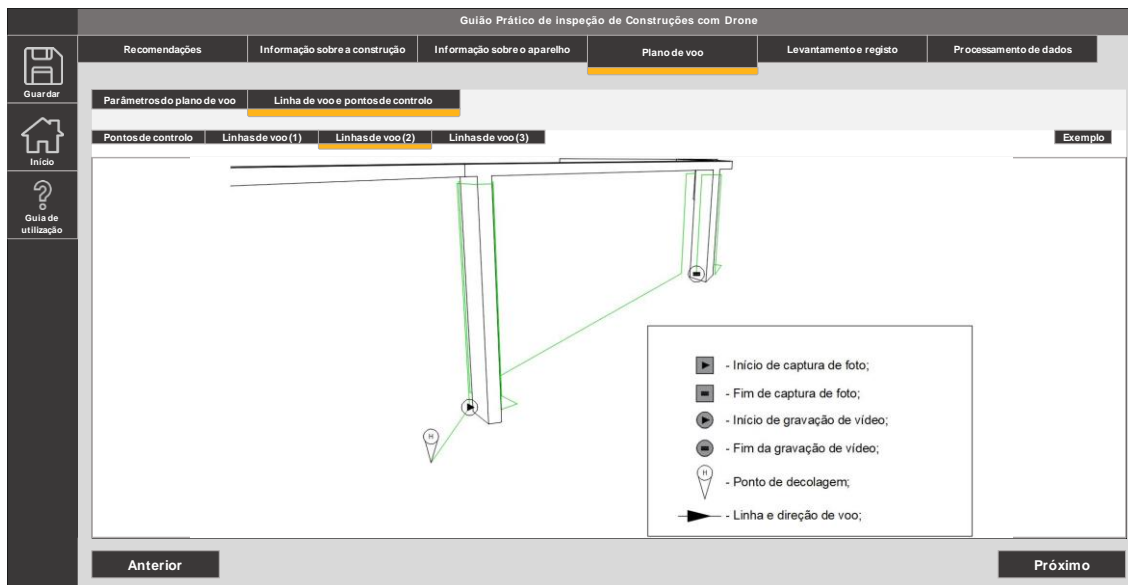 Guião Prático de inspeção de Construções com Drone
Recomendações
Informação sobre a construção
Informação sobre o aparelho
Plano de voo
Levantamento e registo
Processamento de dados
Guardar
Início
Guia de
utilização
Parâmetros do plano de voo
Linha de voo e pontos de controlo
Pontos de controlo
Linhas de voo (1)
Linhas de voo (2)
Linhas de voo (3)
Exemplo
H
- Início de captura de foto;
- Fim de captura de foto;
- Início de gravação de vídeo;
- Fim da gravação de vídeo;
H
- Ponto de decolagem;
- Linha e direção de voo;
Anterior
Próximo